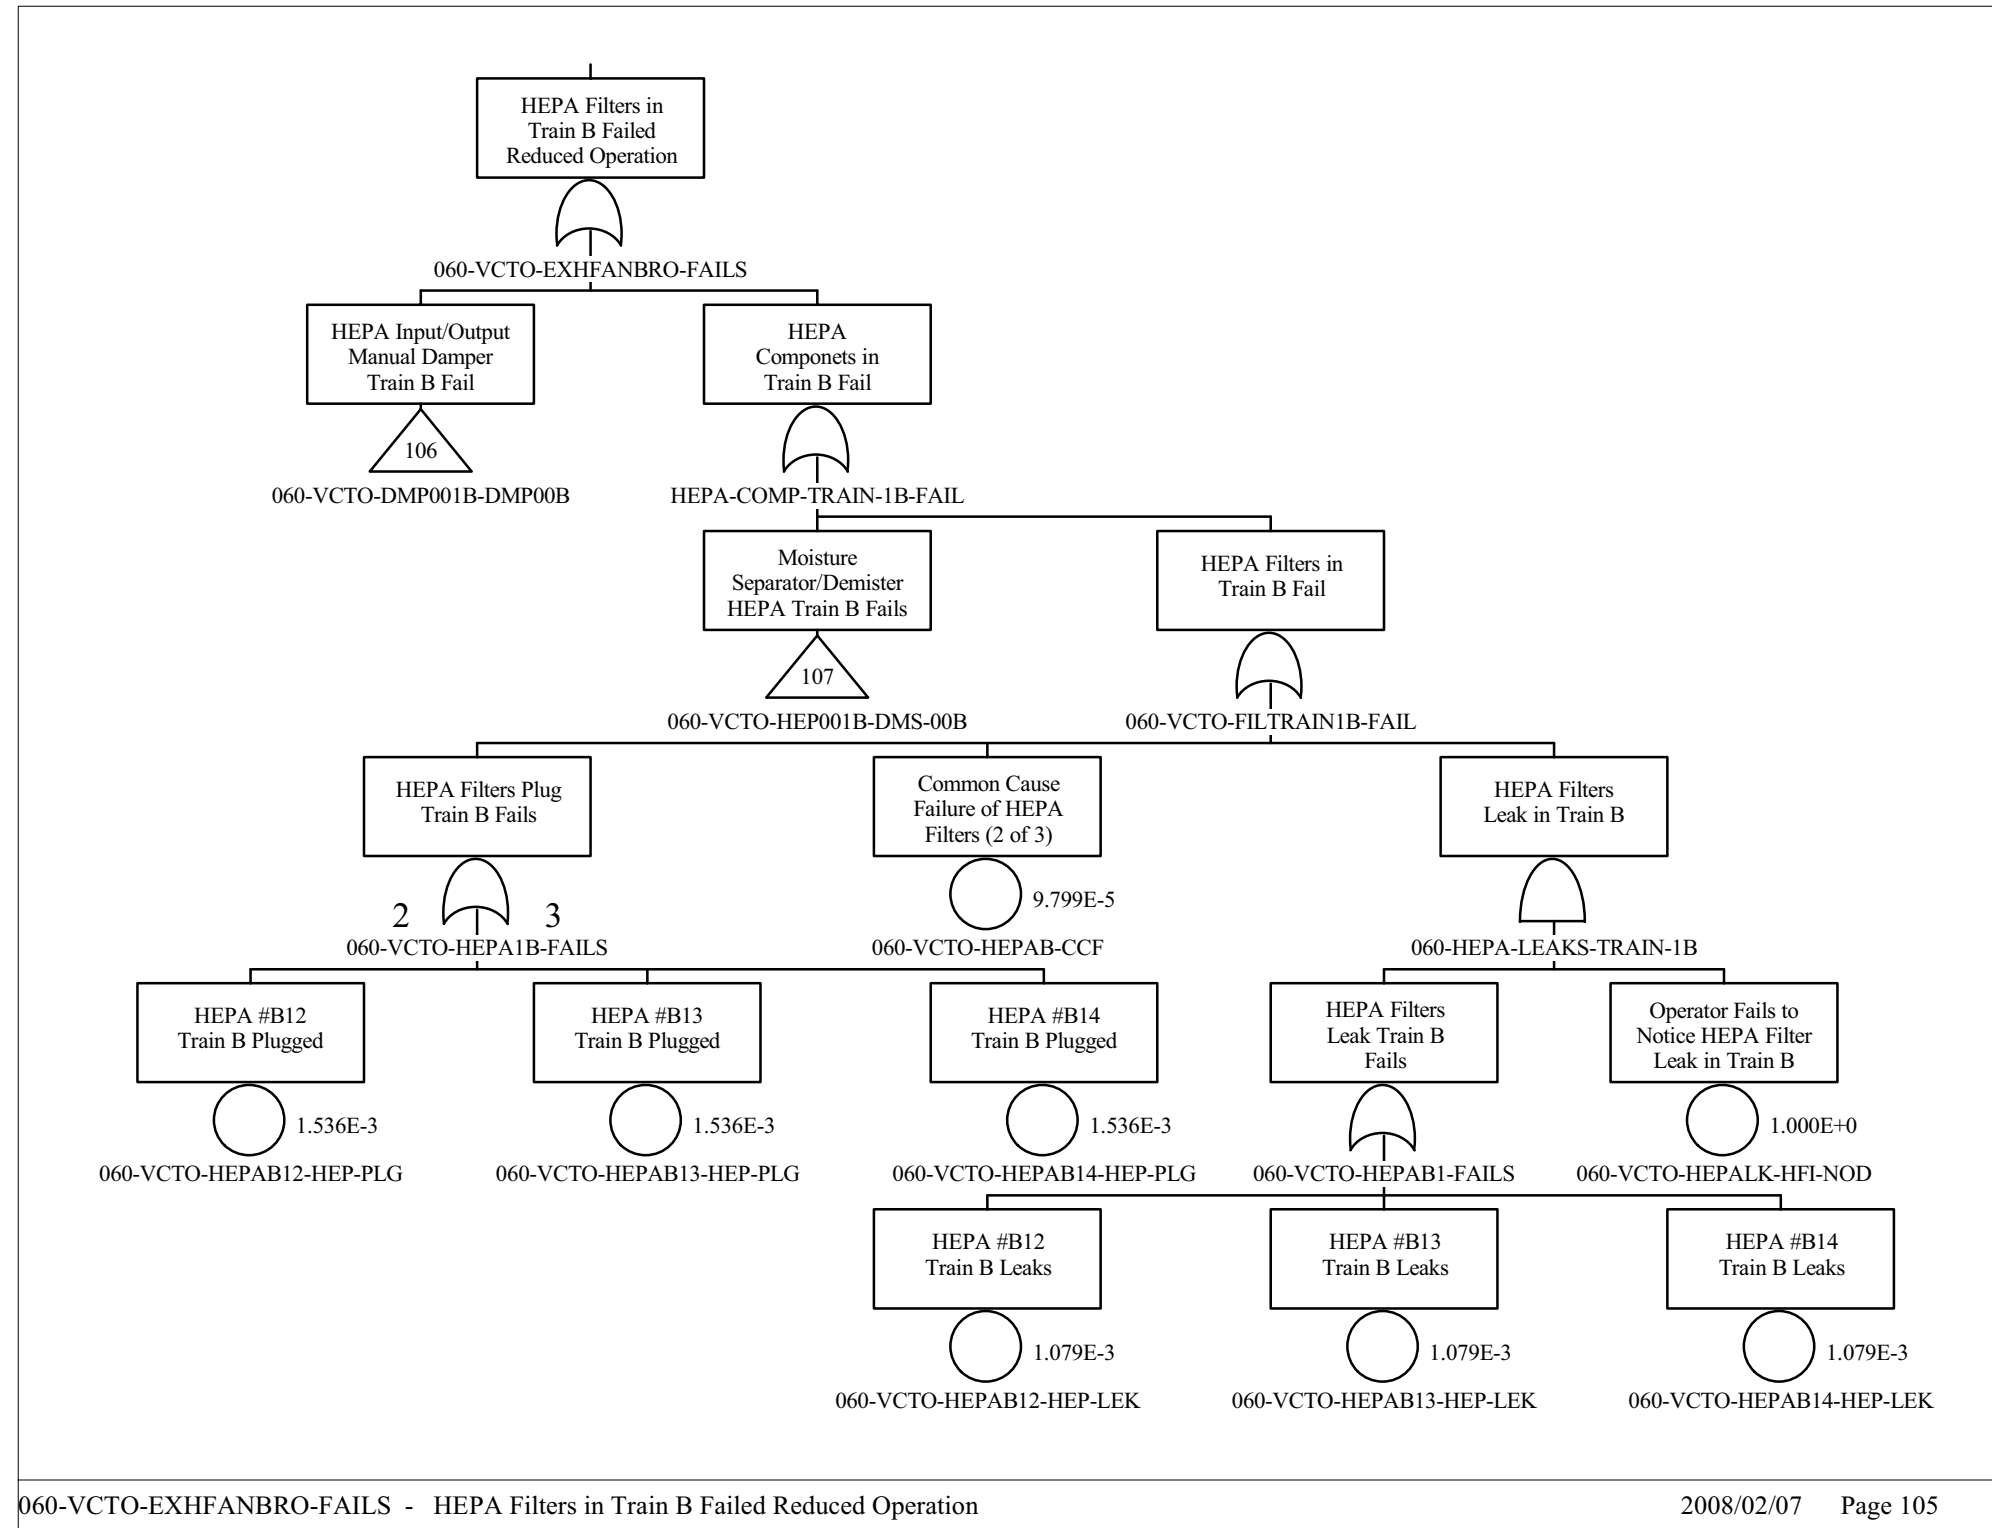 HEPA Filters in
Train B Failed
Reduced Operation
060-VCTO-EXHFANBRO-FAILS
HEPA Input/Output
Manual Damper
Train B Fail
106
060-VCTO-DMP001B-DMP00B
HEPA
Componets in
Train B Fail
HEPA-COMP-TRAIN-1B-FAIL
Moisture
Separator/Demister
HEPA Train B Fails
107
060-VCTO-HEP001B-DMS-00B
HEPA Filters in
Train B Fail
060-VCTO-FILTRAIN1B-FAIL
HEPA Filters Plug
Train B Fails
2 3
060-VCTO-HEPA1B-FAILS
Common Cause
Failure of HEPA
Filters (2 of 3)
9.799E-5
060-VCTO-HEPAB-CCF
HEPA Filters
Leak in Train B
060-HEPA-LEAKS-TRAIN-1B
HEPA #B12
Train B Plugged
1.536E-3
060-VCTO-HEPAB12-HEP-PLG
HEPA #B13
Train B Plugged
1.536E-3
060-VCTO-HEPAB13-HEP-PLG
HEPA #B14
Train B Plugged
1.536E-3
060-VCTO-HEPAB14-HEP-PLG
HEPA Filters
Leak Train B
Fails
060-VCTO-HEPAB1-FAILS
Operator Fails to
Notice HEPA Filter
Leak in Train B
1.000E+0
060-VCTO-HEPALK-HFI-NOD
HEPA #B12
Train B Leaks
1.079E-3
060-VCTO-HEPAB12-HEP-LEK
HEPA #B13
Train B Leaks
1.079E-3
060-VCTO-HEPAB13-HEP-LEK
HEPA #B14
Train B Leaks
1.079E-3
060-VCTO-HEPAB14-HEP-LEK
060-VCTO-EXHFANBRO-FAILS - HEPA Filters in Train B Failed Reduced Operation
2008/02/07 Page 105